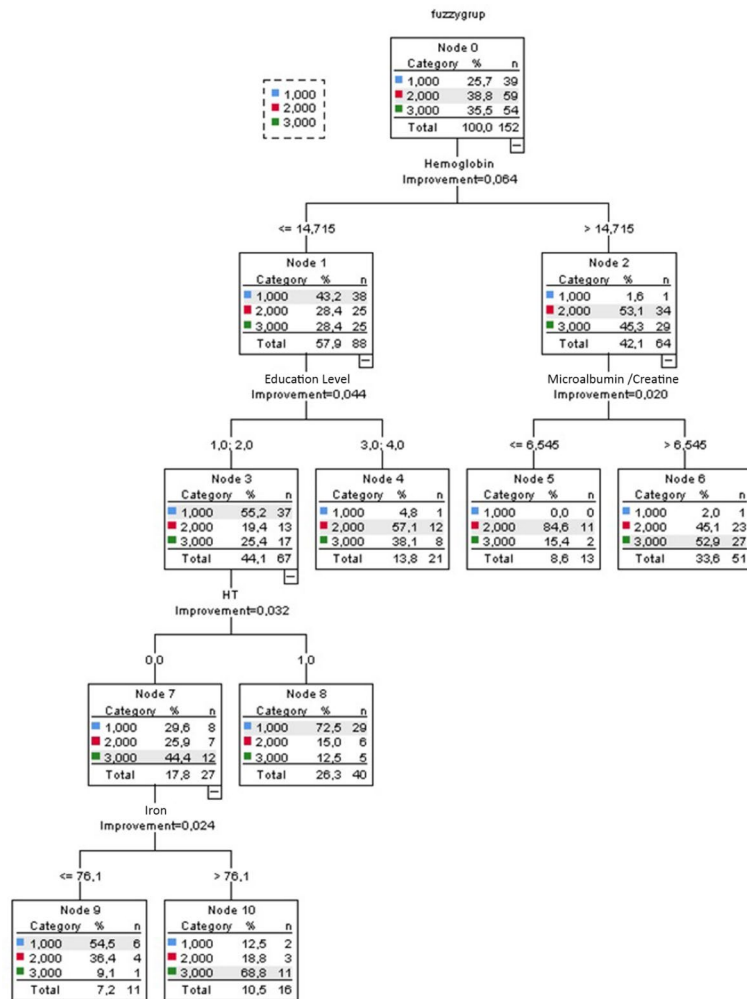 fuzzygrup
Node 0
Category % n
1,000 25,7 39
2,000 38,8 59
3,000 35,5 54
Total 100,0 152
1,000
2,000
3,000
Hemoglobin
Improvement=0,064
<= 14,715 > 14,715
Node 1
Category % n
1,000 43,2 38
2,000 28,4 25
3,000 28,4 25
Total 57,9 88
Node 2
Category % n
1,000 1,6 1
2,000 53,1 34
3,000 45,3 29
Total 42,1 64
Education Level
Improvement=0,044
Microalbumin /Creatine
Improvement=0,020
1,0; 2,0 3,0; 4,0 <= 6,545 > 6,545
Node 3
Category % n
1,000 55,2 37
2,000 19,4 13
3,000 25,4 17
Total 44,1 67
Node 4
Category % n
1,000 4,8 1
2,000 57,1 12
3,000 38,1 8
Total 13,8 21
Node 5
Category % n
1,000 0,0 0
2,000 84,6 11
3,000 15,4 2
Total 8,6 13
Node 6
Category % n
1,000 2,0 1
2,000 45,1 23
3,000 52,9 27
Total 33,6 51
HT
Improvement=0,032
0,0 1,0
Node 7
Category % n
1,000 29,6 8
2,000 25,9 7
3,000 44,4 12
Total 17,8 27
Node 8
Category % n
1,000 72,5 29
2,000 15,0 6
3,000 12,5 5
Total 26,3 40
Iron
Improvement=0,024
<= 76,1 > 76,1
Node 9
Category % n
1,000 54,5 6
2,000 36,4 4
3,000 9,1 1
Total 7,2 11
Node 10
Category % n
1,000 12,5 2
2,000 18,8 3
3,000 68,8 11
Total 10,5 16